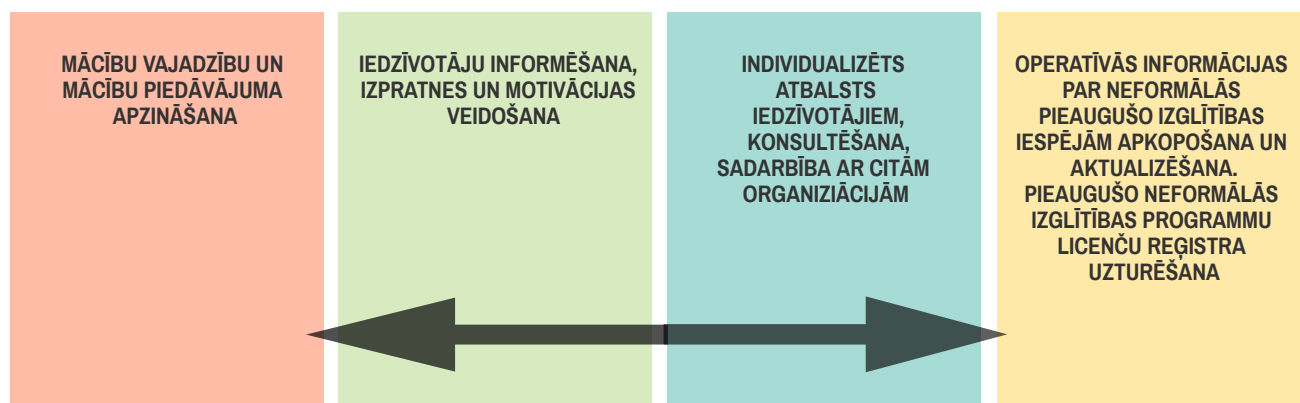 MĀCĪBU VAJADZĪBU UN
MĀCĪBU PIEDĀVĀJUMA
APZINĀŠANA
IEDZĪVOTĀJU INFORMĒŠANA,
IZPRATNES UN MOTIVĀCIJAS
VEIDOŠANA
INDIVIDUALIZĒTS
ATBALSTS
IEDZĪVOTĀJIEM,
KONSULTĒŠANA,
SADARBĪBA AR CITĀM
ORGANIZIĀCIJĀM
OPERATĪVĀS INFORMĀCIJAS
PAR NEFORMĀLĀS
PIEAUGUŠO IZGLĪTĪBAS
IESPĒJĀM APKOPOŠANA UN
AKTUALIZĒŠANA.
PIEAUGUŠO NEFORMĀLĀS
IZGLĪTĪBAS PROGRAMMU
LICENČU REĢISTRA
UZTURĒŠANA